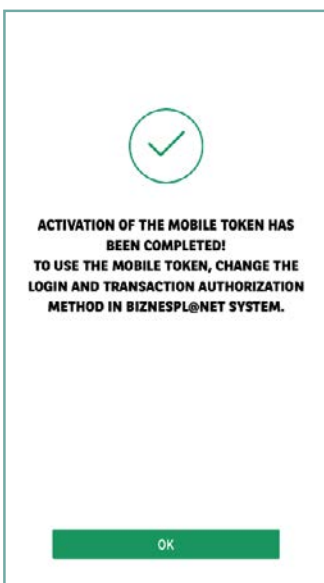 ACTIVATION OF THE MOBILE TOKEN HAS
BEEN COMPLETED!
TO USE THE MOBILE TOKEN, CHANGE THE
LOGIN AND TRANSACTION AUTHORIZATION
METHOD IN BIZNESPL@NET SYSTEM.
OK